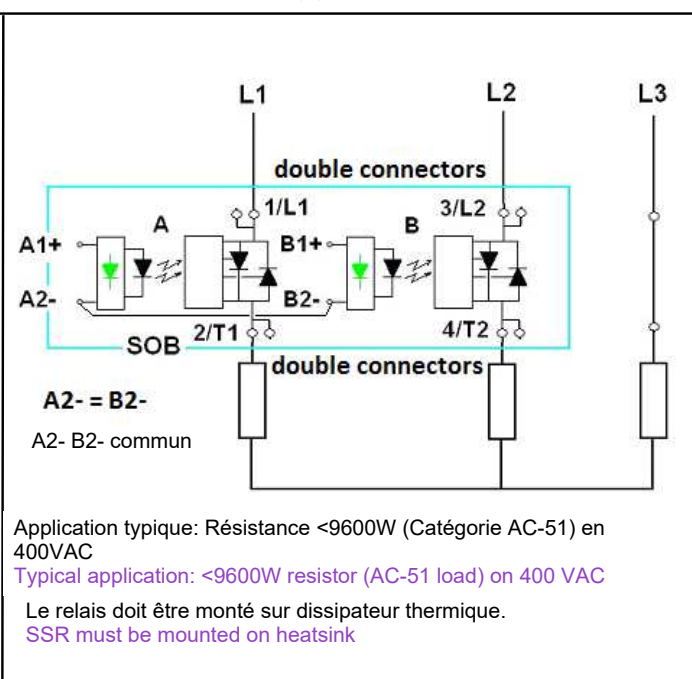 L1 L2 L3
double connectors
1/L1 3/L2
A B
A1+ B1+
A2- B2-
2/T1 4/T2
SOB
double connectors
A2- = B2-
A2- B2- commun
Application typique: Résistance <9600W (Catégorie AC-51) en
400VAC
Typical application: <9600W resistor (AC-51 load) on 400 VAC
Le relais doit être monté sur dissipateur thermique.
SSR must be mounted on heatsink